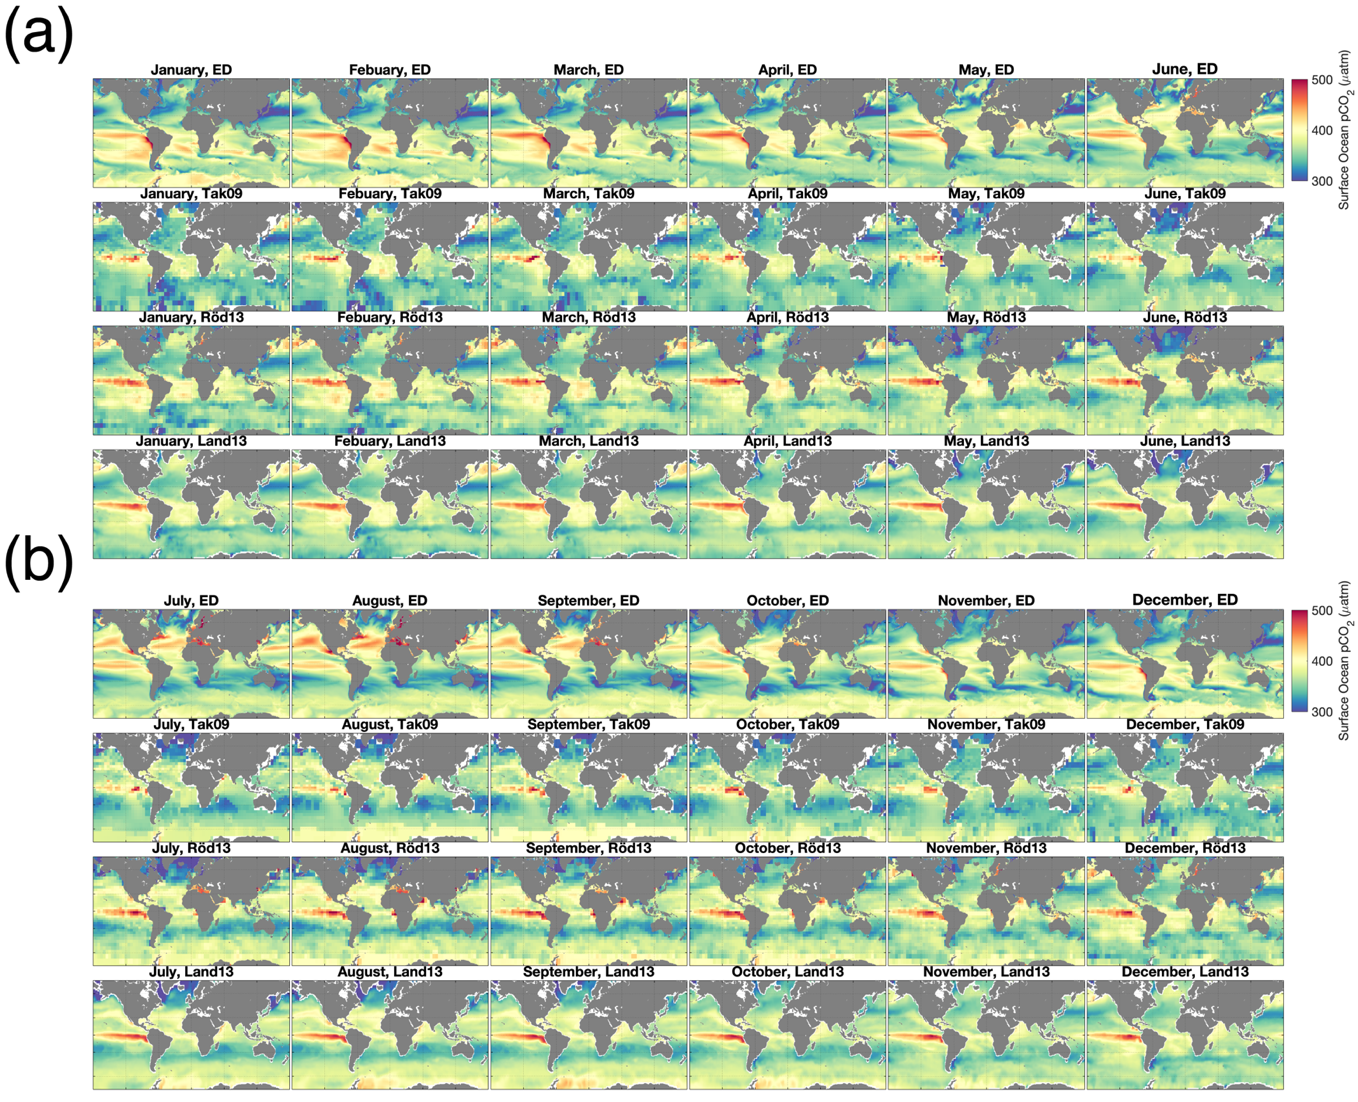 (a)
January, ED Febuary, ED March, ED April, ED May, ED June, ED
500
400
300
Surface Ocean pCO2 (μatm)
January, Tak09 Febuary, Tak09 March, Tak09 April, Tak09 May, Tak09 June, Tak09
January, Röd13 Febuary, Röd13 March, Röd13 April, Röd13 May, Röd13 June, Röd13
January, Land13 Febuary, Land13 March, Land13 April, Land13 May, Land13 June, Land13
(b)
July, ED August, ED September, ED October, ED November, ED December, ED
500
400
300
Surface Ocean pCO2 (μatm)
July, Tak09 August, Tak09 September, Tak09 October, Tak09 November, Tak09 December, Tak09
July, Röd13 August, Röd13 September, Röd13 October, Röd13 November, Röd13 December, Röd13
July, Land13 August, Land13 September, Land13 October, Land13 November, Land13 December, Land13